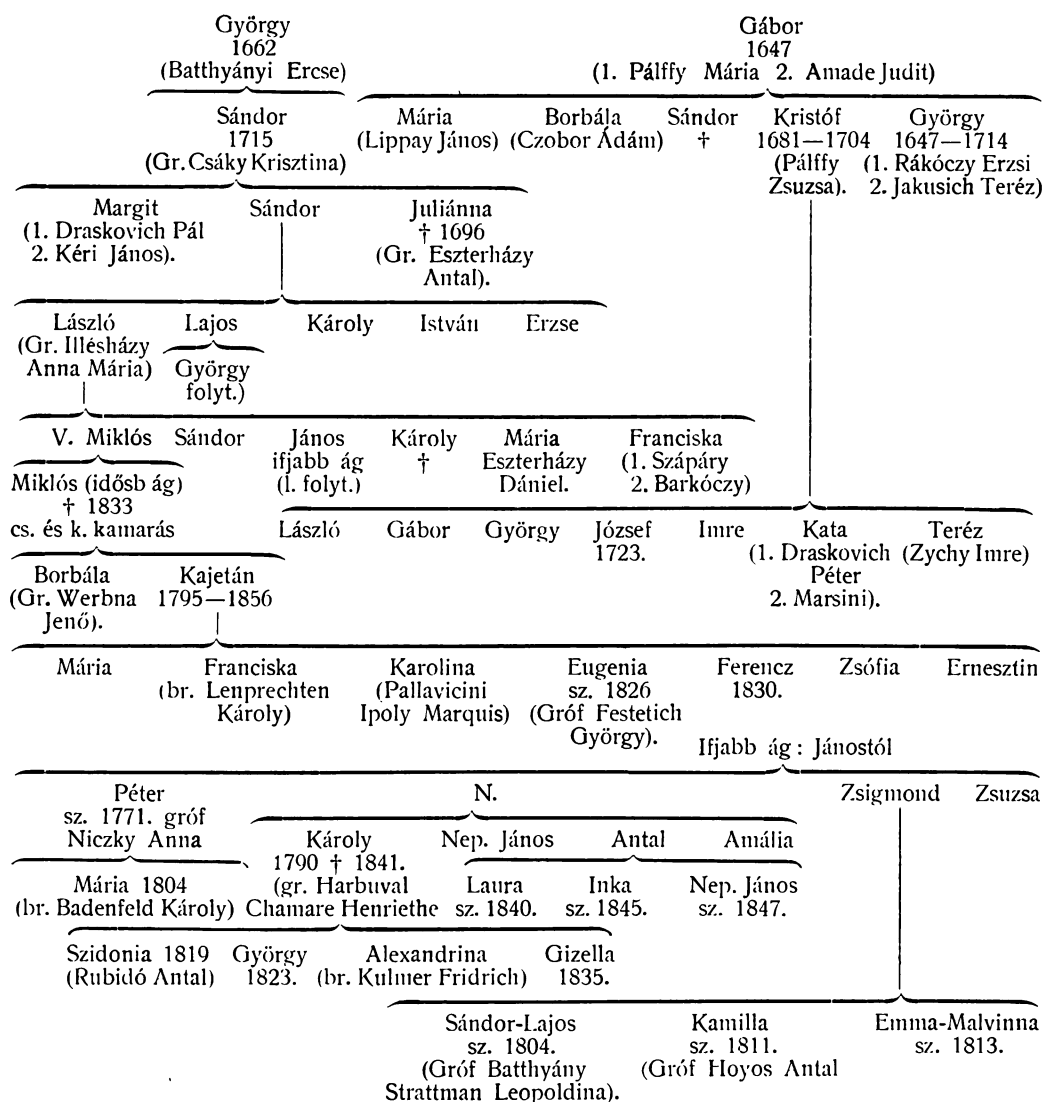 György Gábor
1662 1647
(Batthyányi Ercse) (1. Pálffy Mária 2. Amade Judit)
Sándor Mária Borbála Sándor Kristóf György
1715 (Lippay János) (Czobor Ádám) † 1681—1704 1647—1714
(Gr. Csáky Krisztina) (Pálffy (1. Rákóczy Erzsi
Zsuzsa). 2. Jakusich Teréz)
Margit Sándor Juliánna
(1. Draskovich Pál † 1696
2. Kéri János). (Gr. Eszterházy
Antal).
László Lajos Károly István Erzse
(Gr. Illésházy
Anna Mária) György
folyt.)
V. Miklós Sándor János Károly Mária Franciska
ifjabb ág † Eszterházy (1. Szápáry
Miklós (idősb ág) (l. folyt.) Dániel. 2. Barkóczy)
† 1833
cs. és k. kamarás László Gábor György József Imre Kata Teréz
1723. (1. Draskovich (Zychy Imre)
Borbála Kajetán Péter
(Gr. Werbna 1795—1856 2. Marsini).
Jenő).
Mária Franciska Karolina Eugenia Ferencz Zsófia Ernesztin
(br. Lenprechten (Pallavicini sz. 1826 1830.
Károly) Ipoly Marquis) (Gróf Festetich
György).
Ifjabb ág : Jánostól
Péter N. Zsigmond Zsuzsa
sz. 1771. gróf
Niczky Anna Károly Nep. János Antal Amália
1790 † 1841.
Mária 1804 (gr. Harbuval Laura Inka Nep. János
(br. Badenfeld Károly) Chamare Henriethe sz. 1840. sz. 1845. sz. 1847.
Szidonia 1819 György Alexandrina Gizella
(Rubidó Antal) 1823. (br. Kulmer Fridrich) 1835.
Sándor-Lajos Kamilla Emma-Malvinna
sz. 1804. sz. 1811. sz. 1813.
(Gróf Batthyány (Gróf Hoyos Antal
Strattman Leopoldina).